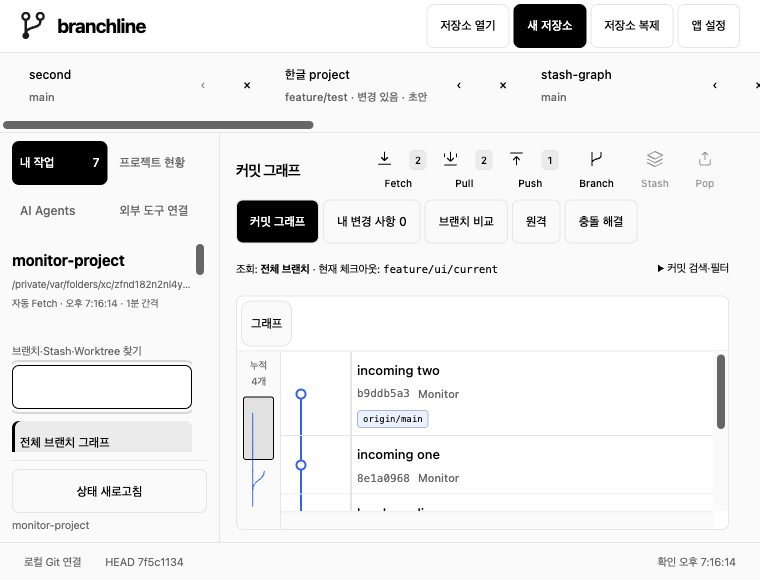 branchline
저장소 열기
새 저장소
저장소 복제
앱 설정
second
main
‹ ×
한글 project
feature/test · 변경 있음 · 초안
‹ ×
stash-graph
main
‹ ×
내 작업 7
프로젝트 현황
AI Agents
외부 도구 연결
monitor-project
/private/var/folders/xc/zfnd182n2nl4y...
자동 Fetch · 오후 7:16:14 · 1분 간격
브랜치·Stash·Worktree 찾기
전체 브랜치 그래프
상태 새로고침
monitor-project
커밋 그래프
2
Fetch
2
Pull
1
Push
Branch
Stash
Pop
커밋 그래프
내 변경 사항 0
브랜치 비교
원격
충돌 해결
조회: 전체 브랜치 · 현재 체크아웃: feature/ui/current
▶ 커밋 검색·필터
그래프
누적
4개
incoming two
b9ddb5a3 Monitor
origin/main
incoming one
8e1a0968 Monitor
로컬 Git 연결
HEAD 7f5c1134
확인 오후 7:16:14